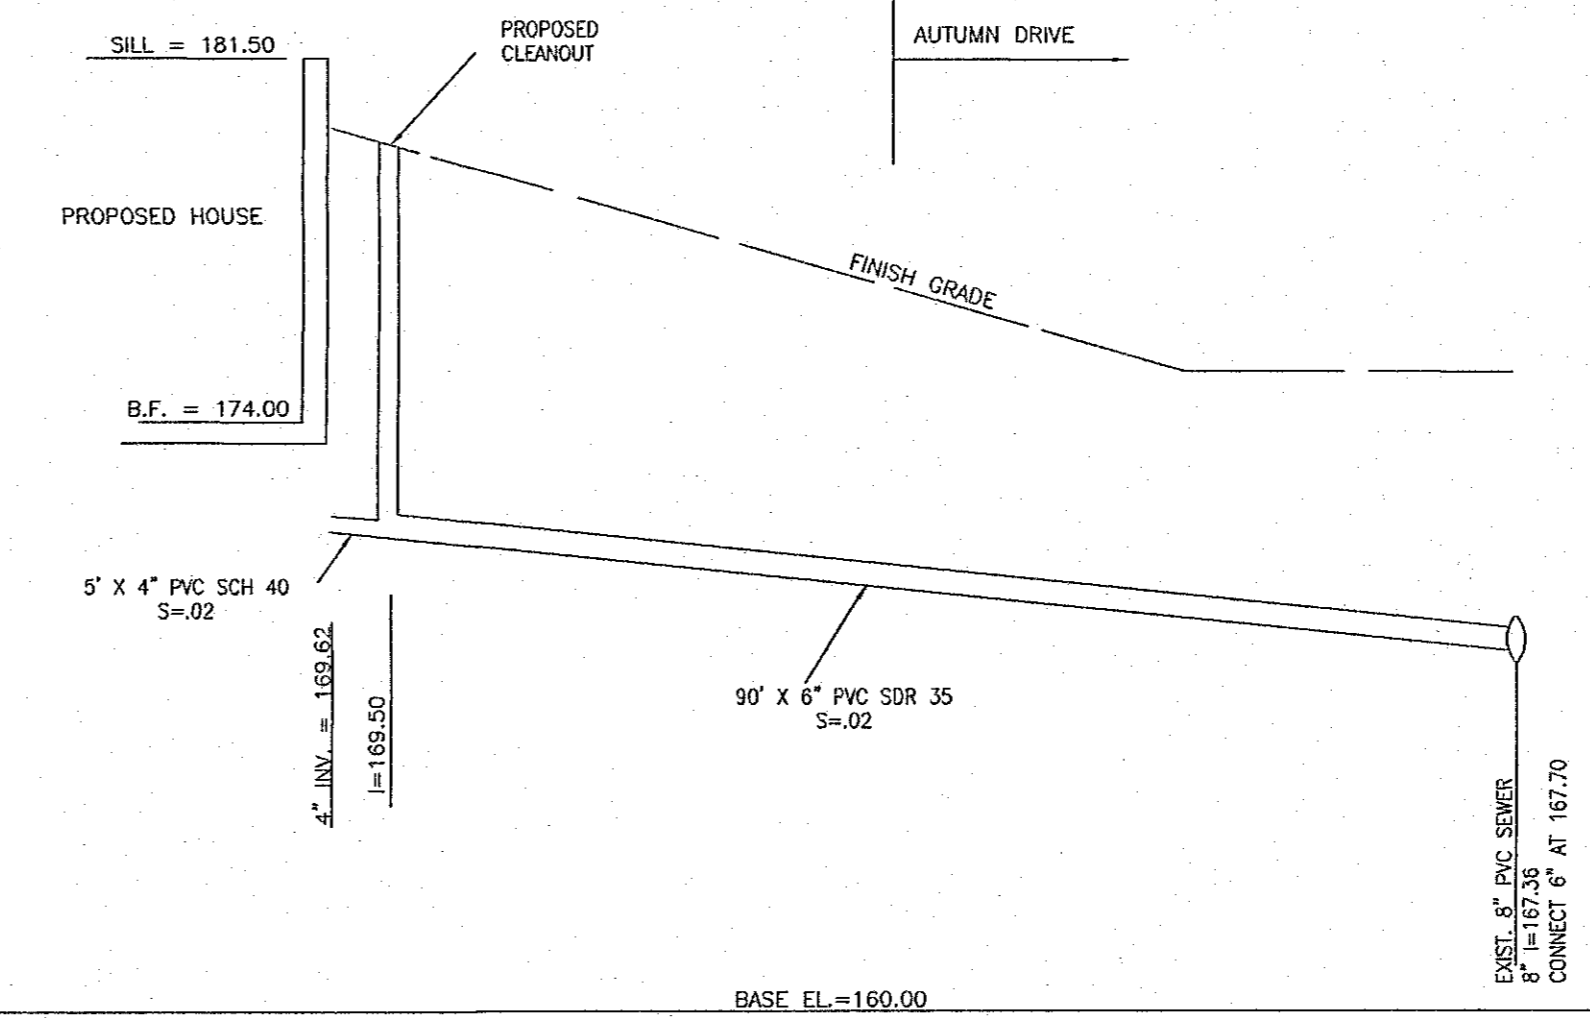 PROPOSED
CLEANOUT
AUTUMN DRIVE
SILL = 181.50
PROPOSED HOUSE
FINISH GRADE
B.F. = 174.00
5' X 4" PVC SCH 40
S=.02
4" INV. = 169.62
I=169.50
90' X 6" PVC SDR 35
S=.02
EXIST. 8" PVC SEWER
8" I=167.36
CONNECT 6" AT 167.70
BASE EL.=160.00